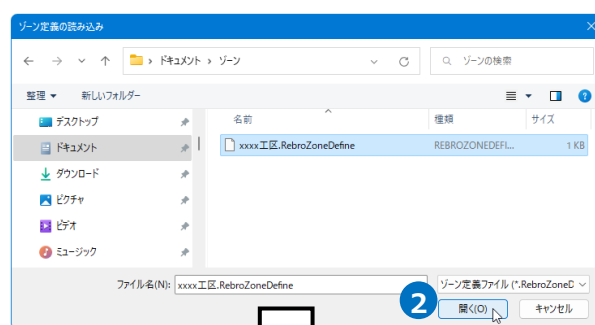 ゾーン定義の読み込み
ドキュメント › ゾーン
ゾーンの検索
整理 新しいフォルダー
デスクトップ
ドキュメント
ダウンロード
ピクチャ
ビデオ
ミュージック
名前 種類 サイズ
xxxx工区.RebroZoneDefine REBROZONEDEFI... 1 KB
ファイル名(N): xxxx工区.RebroZoneDefine ゾーン定義ファイル (*.RebroZoneD
2 開く(O) キャンセル